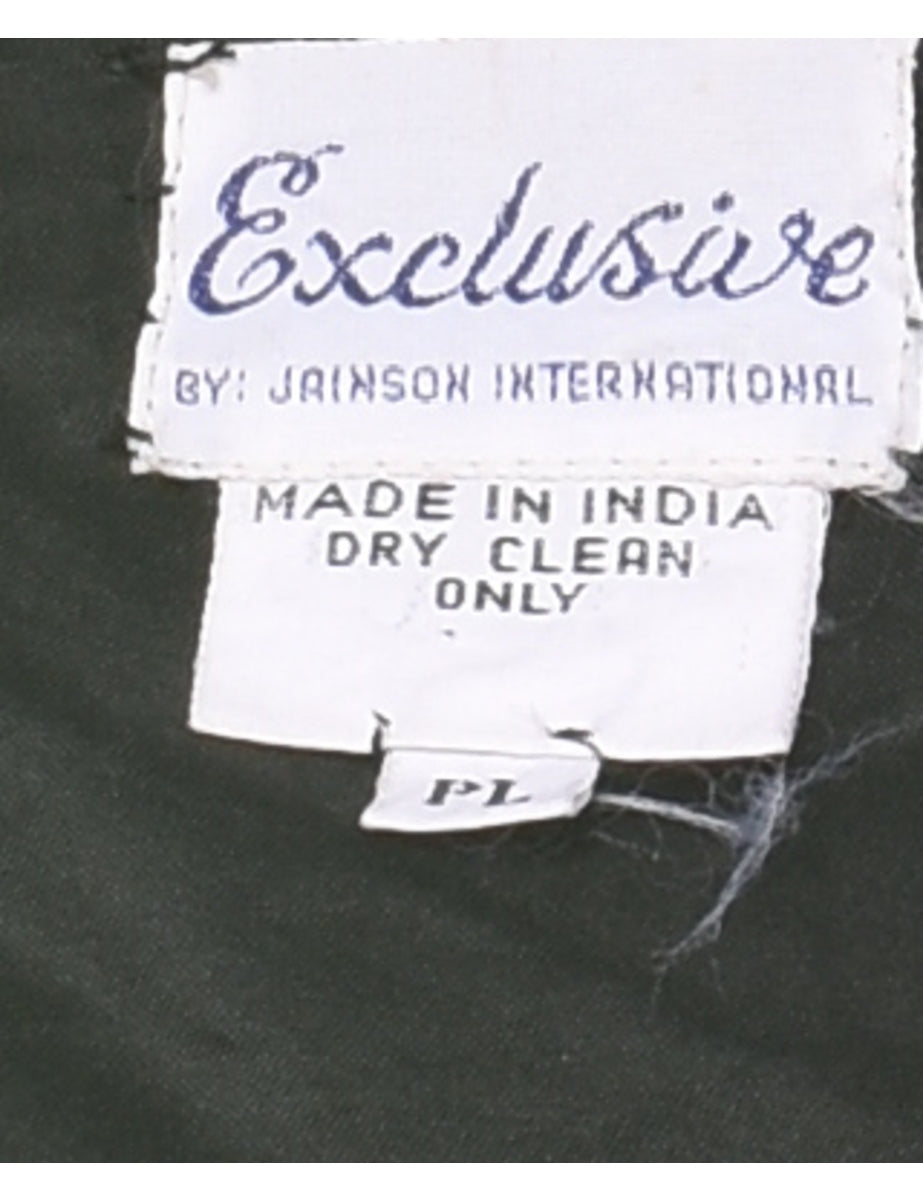 Exclusive
BY: JAINSON INTERNATIONAL
MADE IN INDIA
DRY CLEAN
ONLY
PL